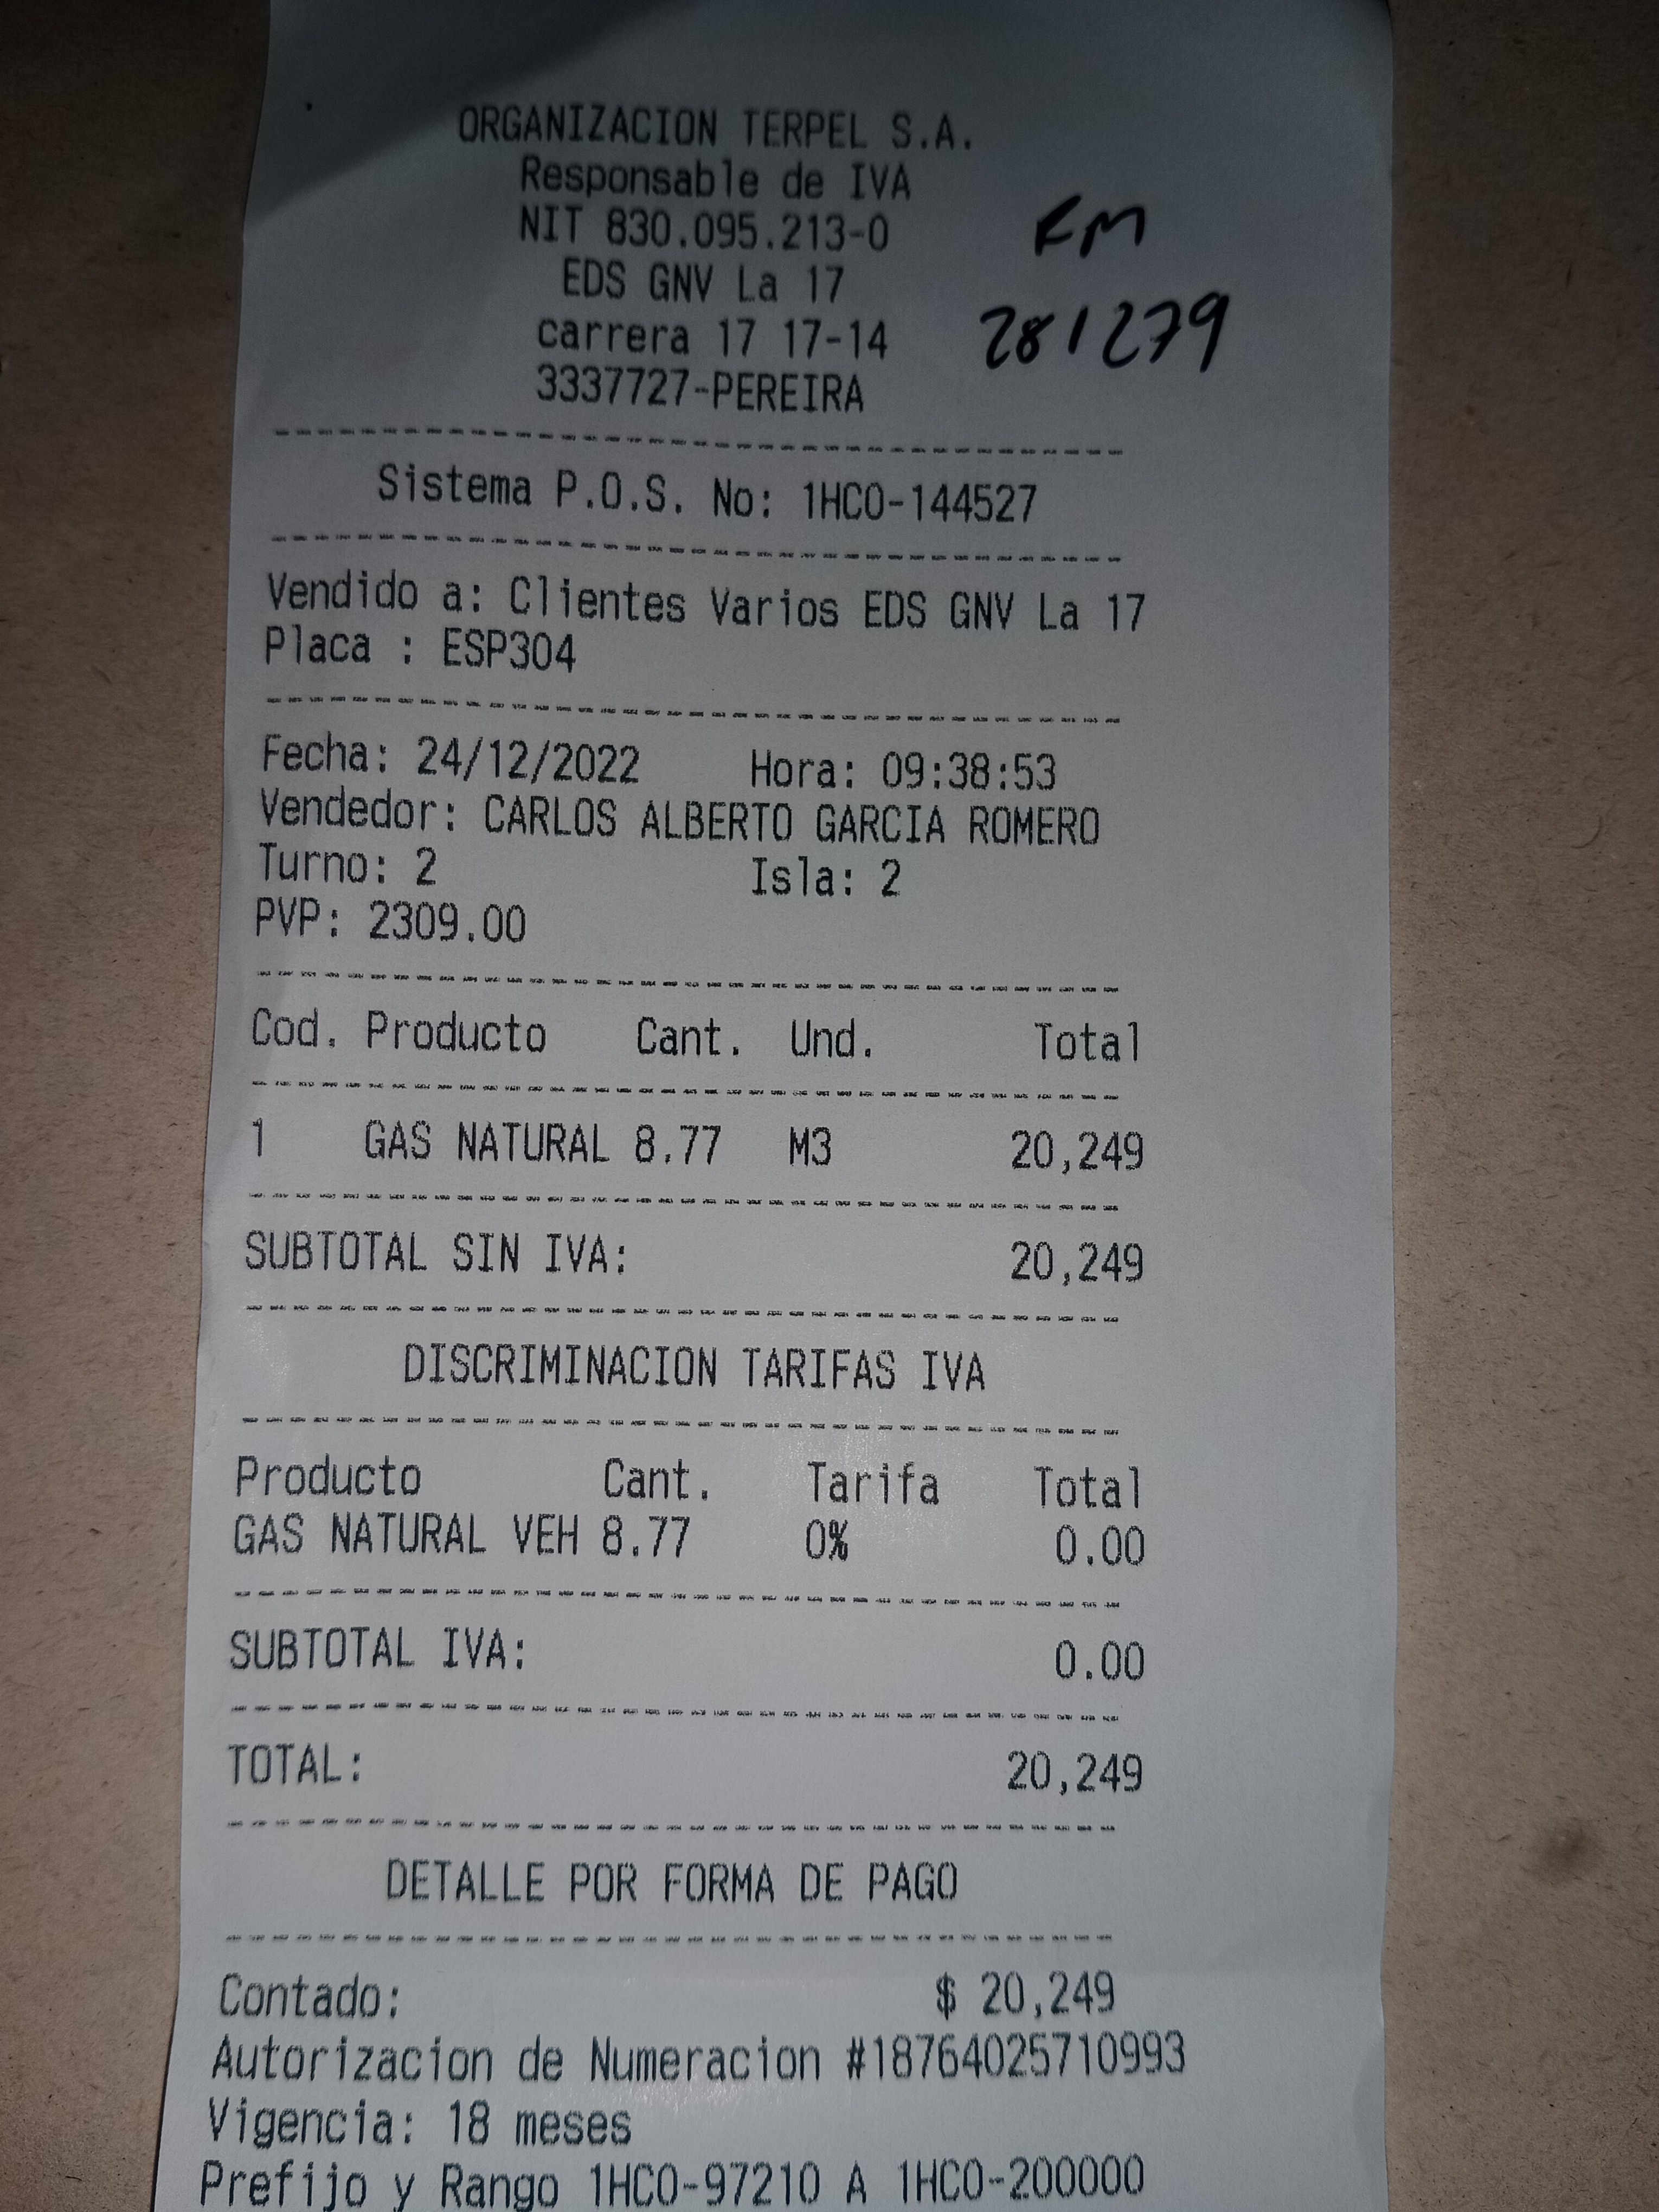 ORGANIZACION TERPEL S.A.
Responsable de IVA
NIT 830.095.213-0
KM
EDS GNV La 17
carrera 17 17-14
281279
3337727-PEREIRA
Sistema P.O.S. No: 1HCO-144527
Vendido a: Clientes Varios EDS GNV La 17
Placa : ESP304
Fecha: 24/12/2022 Hora: 09:38:53
Vendedor: CARLOS ALBERTO GARCIA ROMERO
Turno: 2 Isla: 2
PVP: 2309.00
Cod. Producto Cant. Und. Total
1 GAS NATURAL 8.77 M3 20,249
SUBTOTAL SIN IVA: 20,249
DISCRIMINACION TARIFAS IVA
Producto Cant. Tarifa Total
GAS NATURAL VEH 8.77 0% 0.00
SUBTOTAL IVA: 0.00
TOTAL: 20,249
DETALLE POR FORMA DE PAGO
Contado: $ 20,249
Autorizacion de Numeracion #18764025710993
Vigencia: 18 meses
Prefijo y Rango 1HCO-97210 A 1HCO-200000